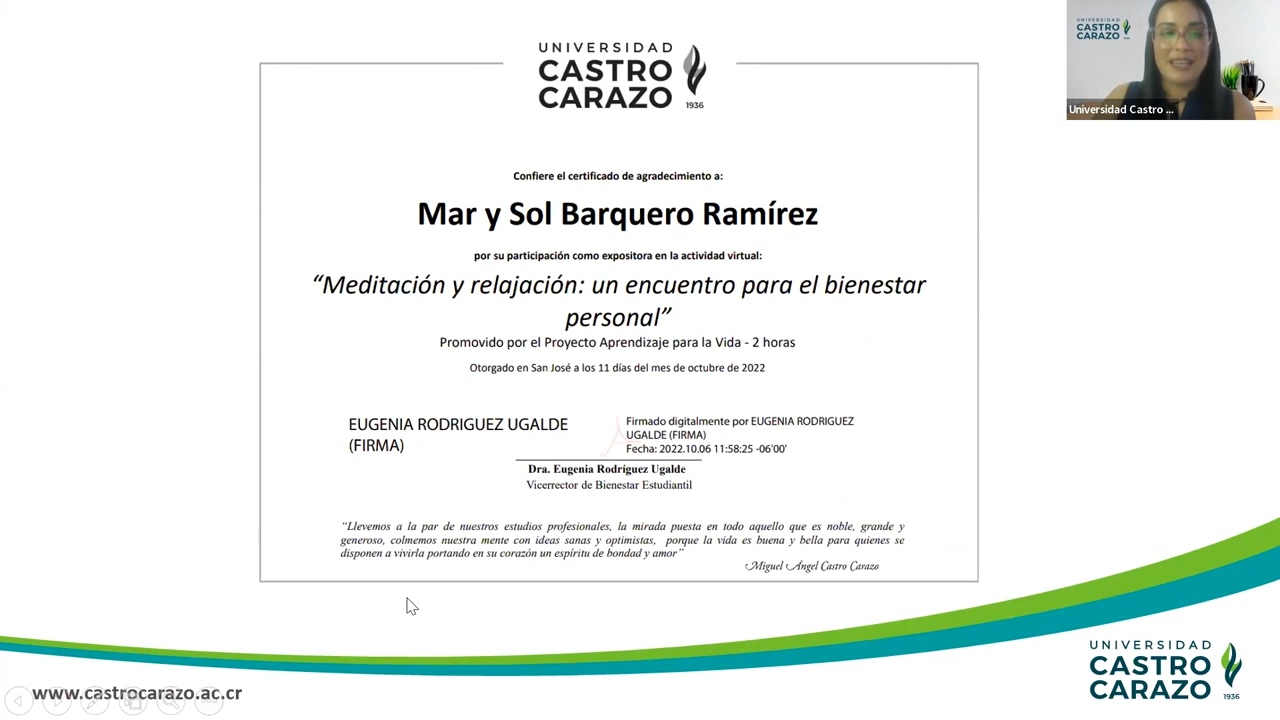 UNIVERSIDAD
CASTRO
CARAZO
1936
UNIVERSIDAD
CASTRO
CARAZO
Universidad Castro ...
Confiere el certificado de agradecimiento a:
Mar y Sol Barquero Ramírez
por su participación como expositora en la actividad virtual:
“Meditación y relajación: un encuentro para el bienestar
personal”
Promovido por el Proyecto Aprendizaje para la Vida - 2 horas
Otorgado en San José a los 11 días del mes de octubre de 2022
EUGENIA RODRIGUEZ UGALDE
(FIRMA)
Firmado digitalmente por EUGENIA RODRIGUEZ
UGALDE (FIRMA)
Fecha: 2022.10.06 11:58:25 -06'00'
Dra. Eugenia Rodríguez Ugalde
Vicerrector de Bienestar Estudiantil
“Llevemos a la par de nuestros estudios profesionales, la mirada puesta en todo aquello que es noble, grande y
generoso, colmemos nuestra mente con ideas sanas y optimistas, porque la vida es buena y bella para quienes se
disponen a vivirla portando en su corazón un espíritu de bondad y amor”
Miguel Ángel Castro Carazo
www.castrocarazo.ac.cr
UNIVERSIDAD
CASTRO
CARAZO
1936